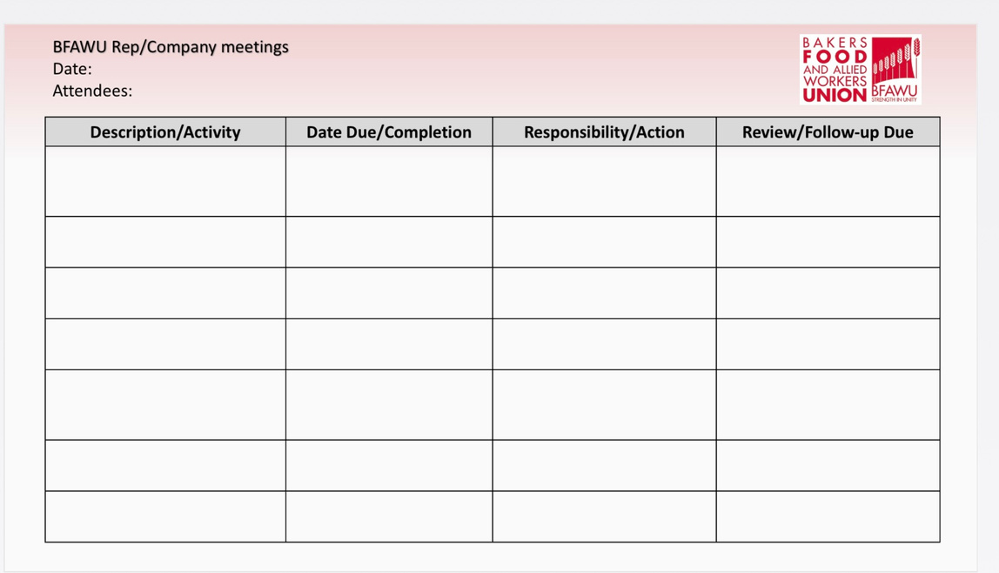 BFAWU Rep/Company meetings
Date:
Attendees:
BAKERS
FOOD
AND ALLIED
WORKERS
UNION
BFAWU
STRENGTH IN UNITY
Description/Activity
Date Due/Completion
Responsibility/Action
Review/Follow-up Due